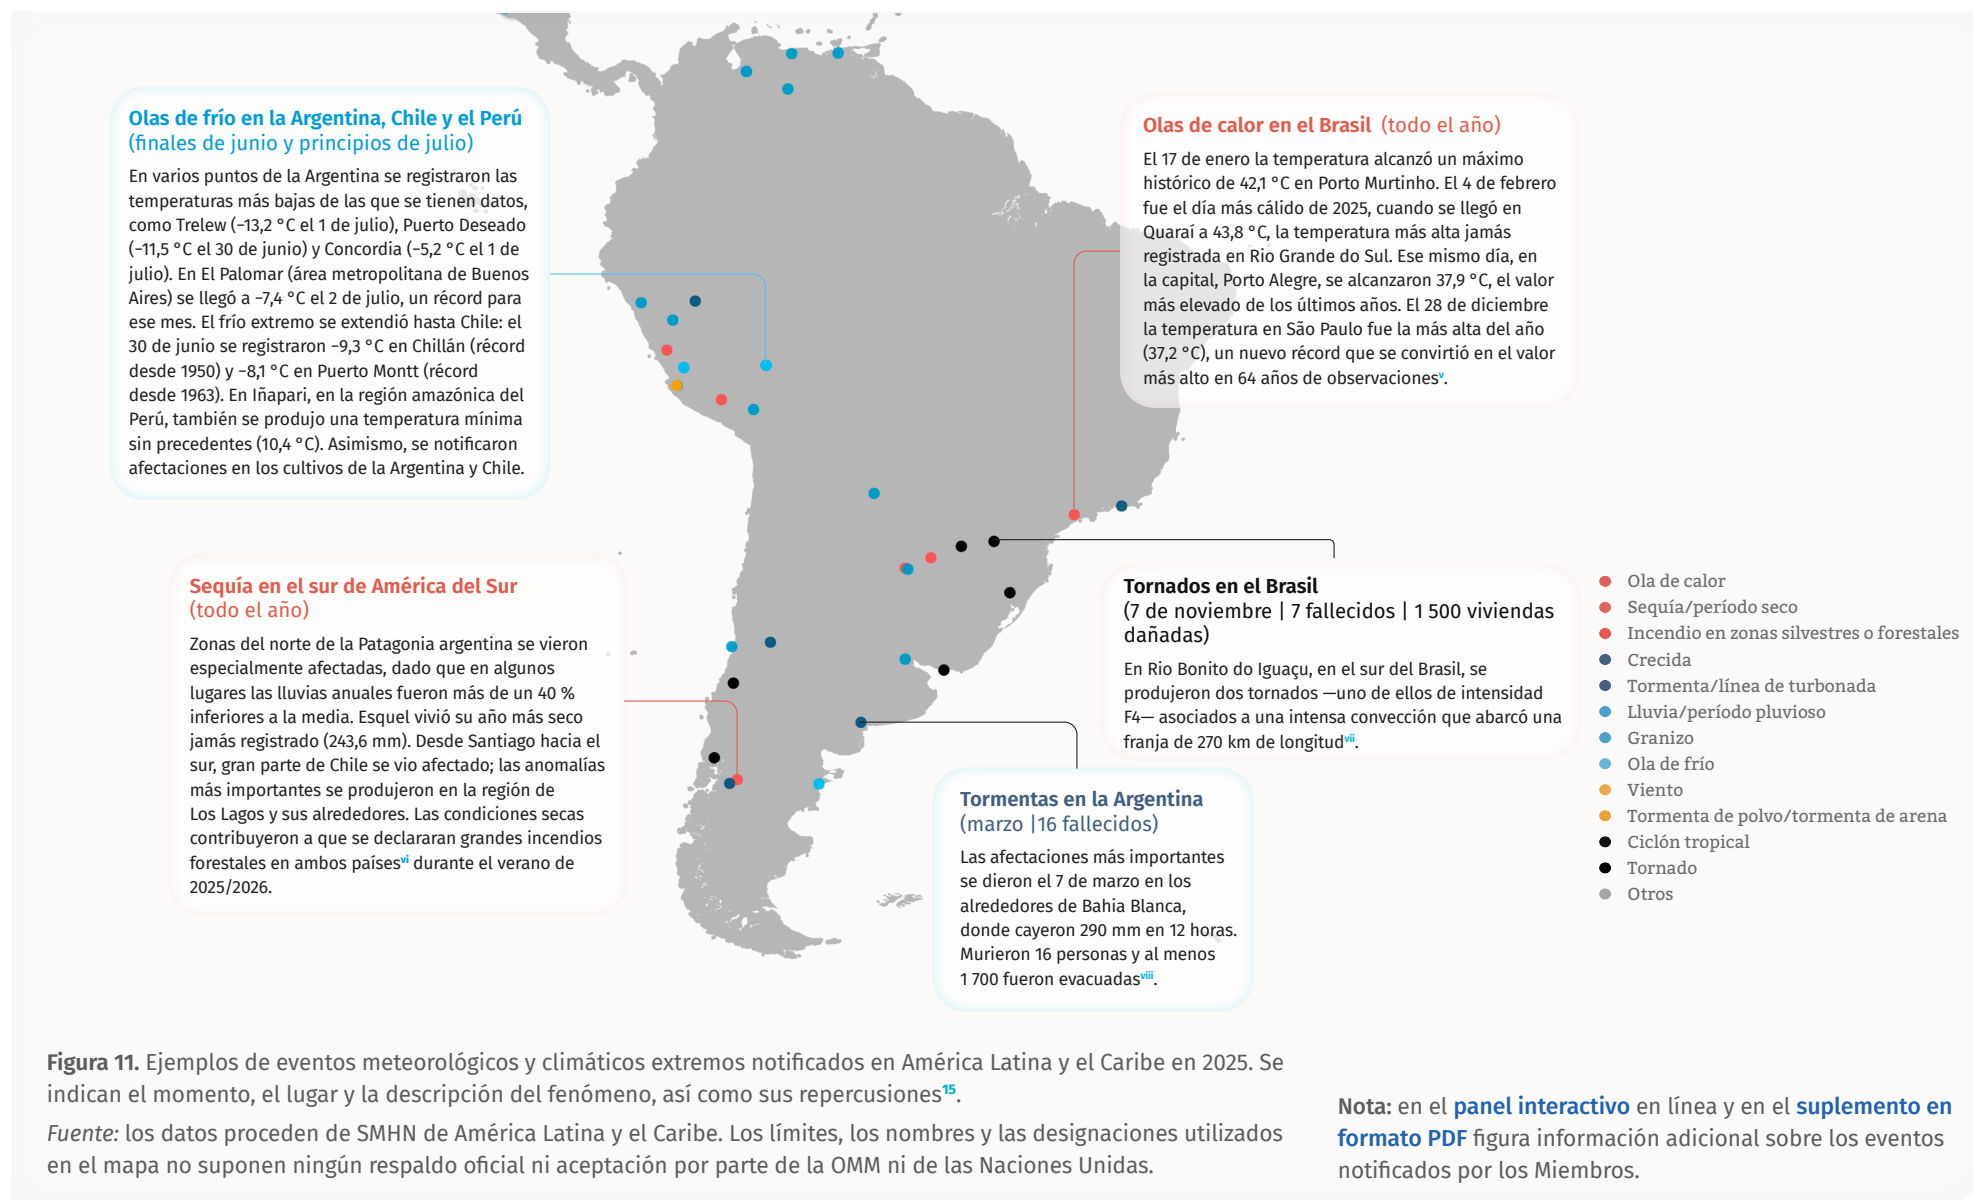 Olas de frío en la Argentina, Chile y el Perú
(finales de junio y principios de julio)
En varios puntos de la Argentina se registraron las
temperaturas más bajas de las que se tienen datos,
como Trelew (−13,2 °C el 1 de julio), Puerto Deseado
(−11,5 °C el 30 de junio) y Concordia (−5,2 °C el 1 de
julio). En El Palomar (área metropolitana de Buenos
Aires) se llegó a −7,4 °C el 2 de julio, un récord para
ese mes. El frío extremo se extendió hasta Chile: el
30 de junio se registraron −9,3 °C en Chillán (récord
desde 1950) y −8,1 °C en Puerto Montt (récord
desde 1963). En Iñapari, en la región amazónica del
Perú, también se produjo una temperatura mínima
sin precedentes (10,4 °C). Asimismo, se notificaron
afectaciones en los cultivos de la Argentina y Chile.
Olas de calor en el Brasil (todo el año)
El 17 de enero la temperatura alcanzó un máximo
histórico de 42,1 °C en Porto Murtinho. El 4 de febrero
fue el día más cálido de 2025, cuando se llegó en
Quaraí a 43,8 °C, la temperatura más alta jamás
registrada en Rio Grande do Sul. Ese mismo día, en
la capital, Porto Alegre, se alcanzaron 37,9 °C, el valor
más elevado de los últimos años. El 28 de diciembre
la temperatura en São Paulo fue la más alta del año
(37,2 °C), un nuevo récord que se convirtió en el valor
más alto en 64 años de observacionesv.
Sequía en el sur de América del Sur
(todo el año)
Zonas del norte de la Patagonia argentina se vieron
especialmente afectadas, dado que en algunos
lugares las lluvias anuales fueron más de un 40 %
inferiores a la media. Esquel vivió su año más seco
jamás registrado (243,6 mm). Desde Santiago hacia el
sur, gran parte de Chile se vio afectado; las anomalías
más importantes se produjeron en la región de
Los Lagos y sus alrededores. Las condiciones secas
contribuyeron a que se declararan grandes incendios
forestales en ambos paísesvi durante el verano de
2025/2026.
Tornados en el Brasil
(7 de noviembre | 7 fallecidos | 1 500 viviendas
dañadas)
En Rio Bonito do Iguaçu, en el sur del Brasil, se
produjeron dos tornados —uno de ellos de intensidad
F4— asociados a una intensa convección que abarcó una
franja de 270 km de longitudvii.
Tormentas en la Argentina
(marzo |16 fallecidos)
Las afectaciones más importantes
se dieron el 7 de marzo en los
alrededores de Bahia Blanca,
donde cayeron 290 mm en 12 horas.
Murieron 16 personas y al menos
1 700 fueron evacuadasviii.
Ola de calor
Sequía/período seco
Incendio en zonas silvestres o forestales
Crecida
Tormenta/línea de turbonada
Lluvia/período pluvioso
Granizo
Ola de frío
Viento
Tormenta de polvo/tormenta de arena
Ciclón tropical
Tornado
Otros
Figura 11. Ejemplos de eventos meteorológicos y climáticos extremos notificados en América Latina y el Caribe en 2025. Se
indican el momento, el lugar y la descripción del fenómeno, así como sus repercusiones15.
Fuente: los datos proceden de SMHN de América Latina y el Caribe. Los límites, los nombres y las designaciones utilizados
en el mapa no suponen ningún respaldo oficial ni aceptación por parte de la OMM ni de las Naciones Unidas.
Nota: en el panel interactivo en línea y en el suplemento en
formato PDF figura información adicional sobre los eventos
notificados por los Miembros.